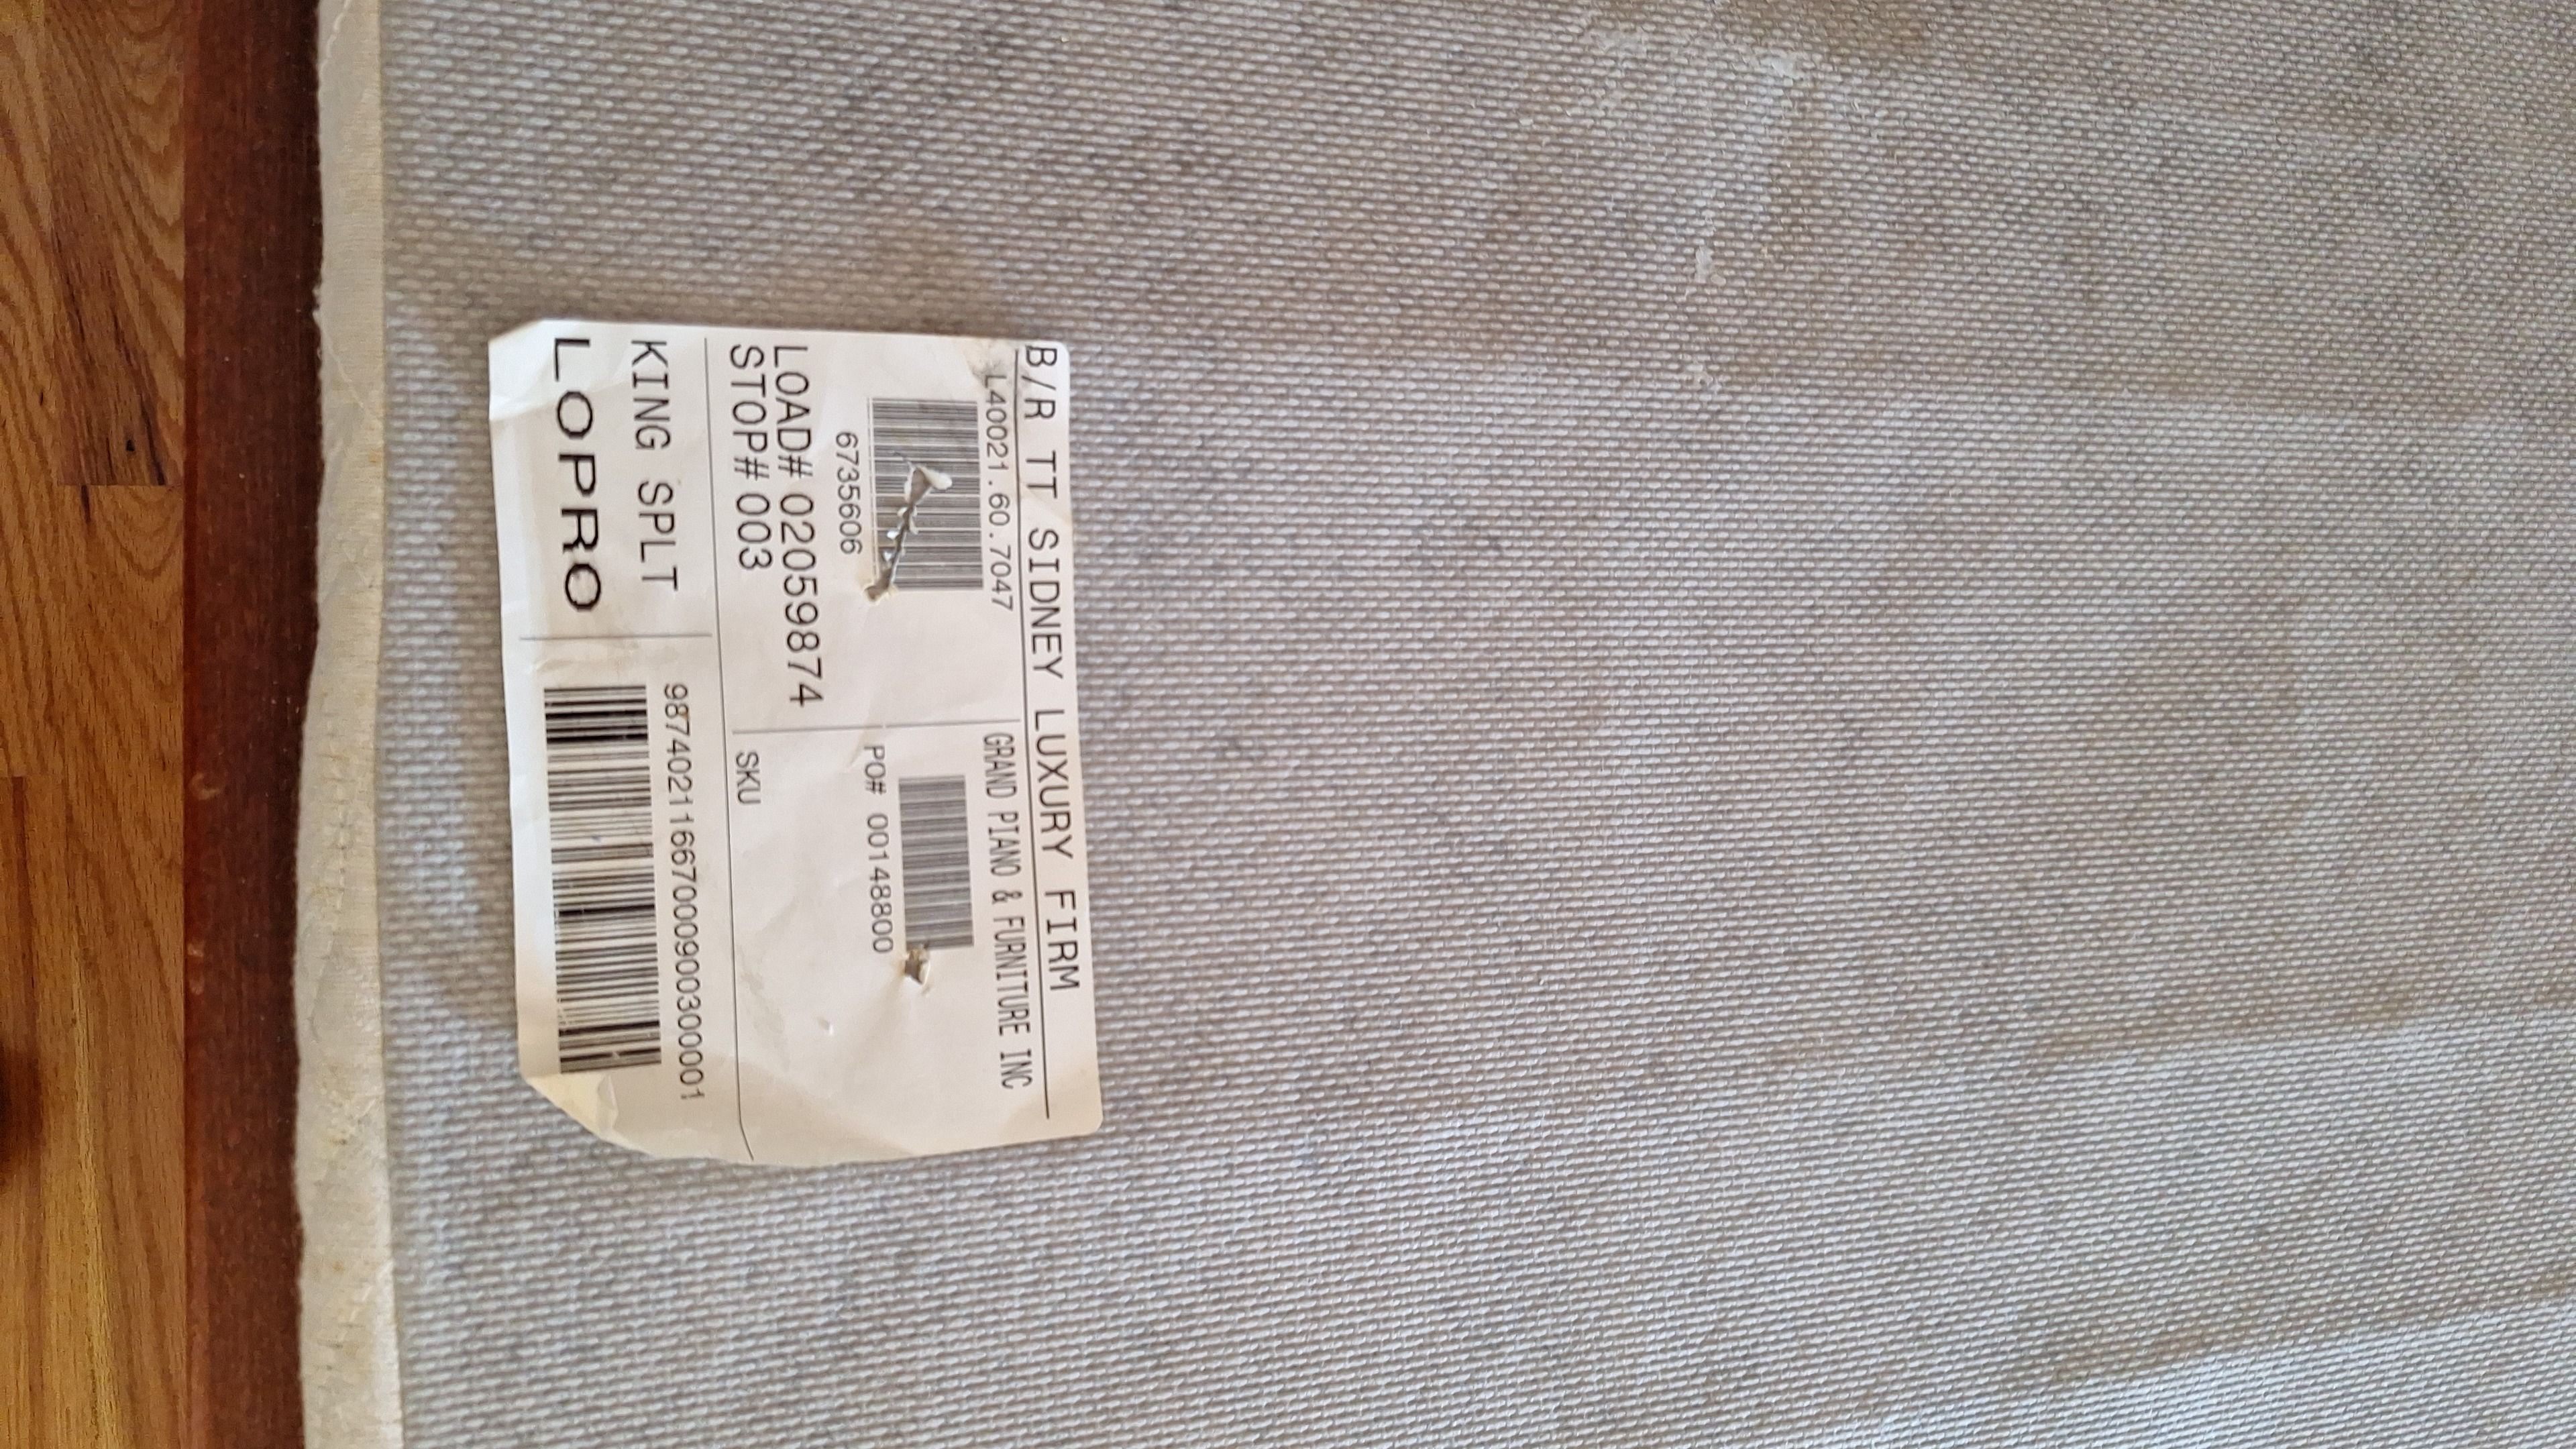 B/R TT SIDNEY LUXURY FIRM
L40021.60.7047
6735606
LOAD# 02059874
STOP# 003
GRAND PIANO & FURNITURE INC
PO# 00148800
SKU
KING SPLT
LOPRO
987402116670009003000001